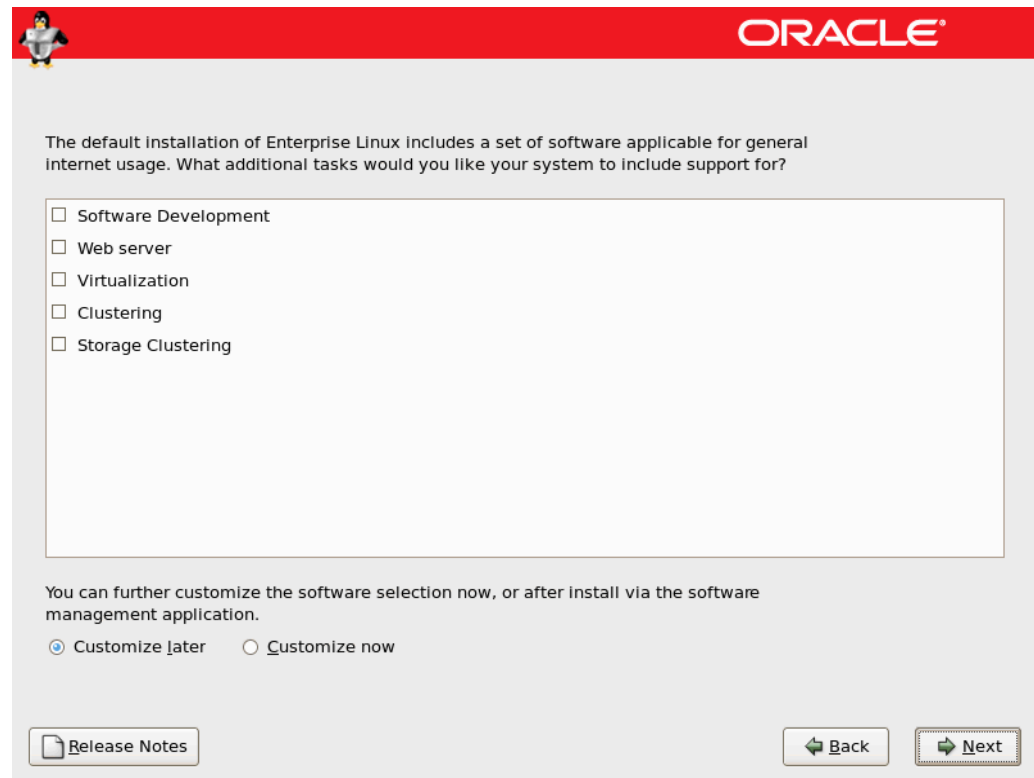 ORACLE®
The default installation of Enterprise Linux includes a set of software applicable for general
internet usage. What additional tasks would you like your system to include support for?
Software Development
Web server
Virtualization
Clustering
Storage Clustering
You can further customize the software selection now, or after install via the software
management application.
Customize later Customize now
Release Notes Back Next